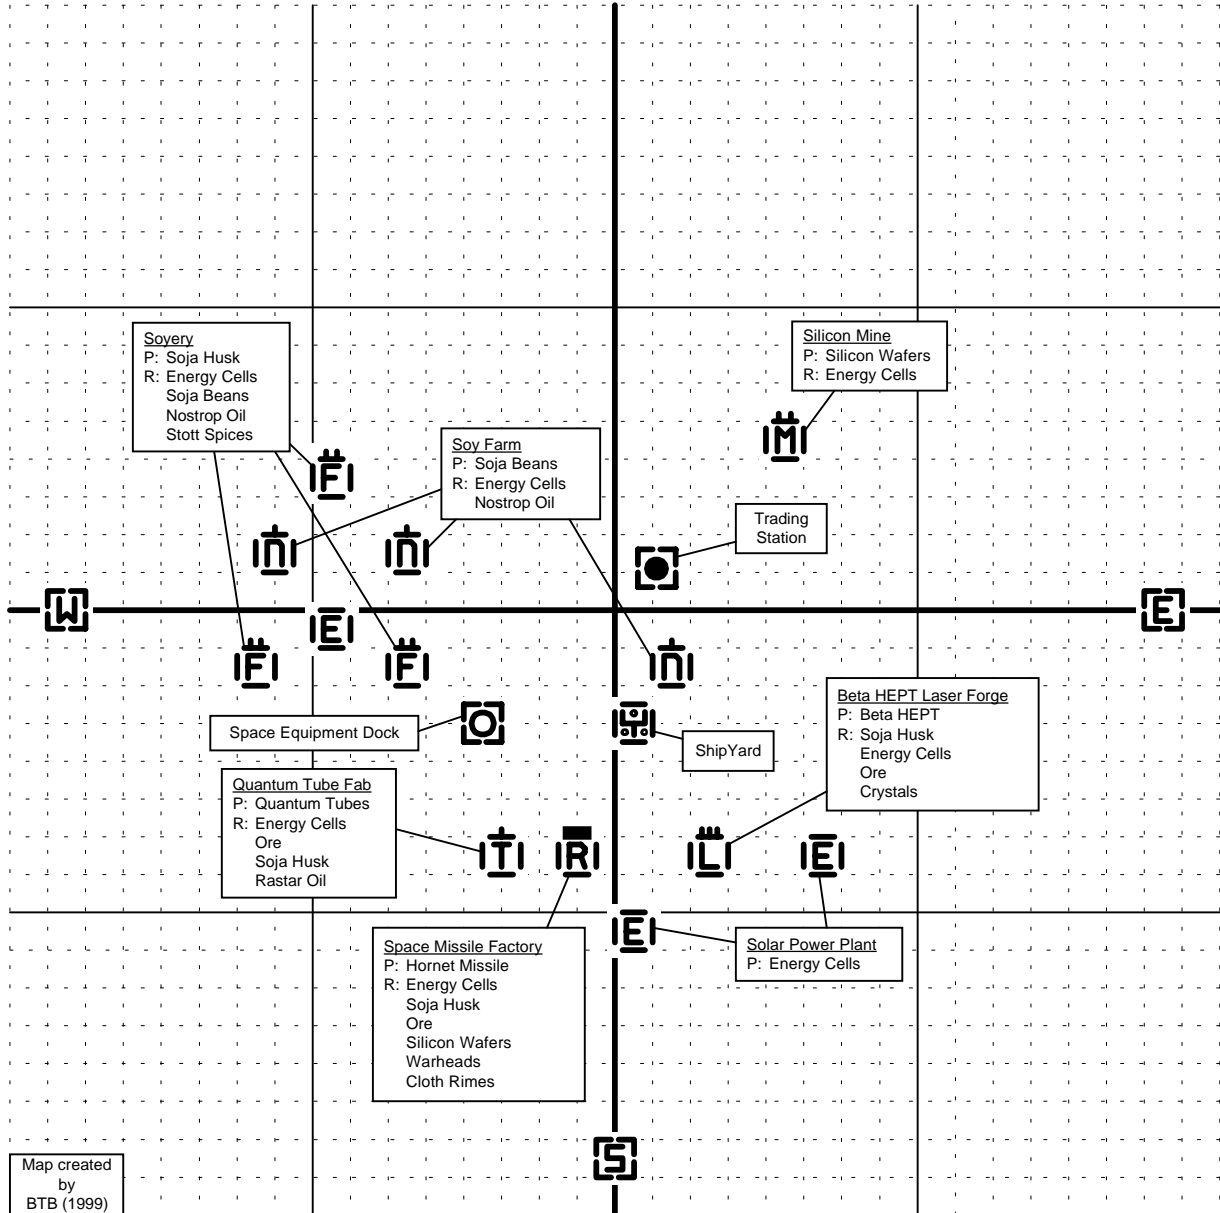 Soyery
P: Soja Husk
R: Energy Cells
Soja Beans
Nostrop Oil
Stott Spices
Silicon Mine
P: Silicon Wafers
R: Energy Cells
M
F
Soy Farm
P: Soja Beans
R: Energy Cells
Nostrop Oil
Trading
Station
n
n
W
E
E
F
F
n
Space Equipment Dock
O
ShipYard
Beta HEPT Laser Forge
P: Beta HEPT
R: Soja Husk
Energy Cells
Ore
Crystals
Quantum Tube Fab
P: Quantum Tubes
R: Energy Cells
Ore
Soja Husk
Rastar Oil
T
R
L
E
E
Space Missile Factory
P: Hornet Missile
R: Energy Cells
Soja Husk
Ore
Silicon Wafers
Warheads
Cloth Rimes
Solar Power Plant
P: Energy Cells
S
Map created
by
BTB (1999)